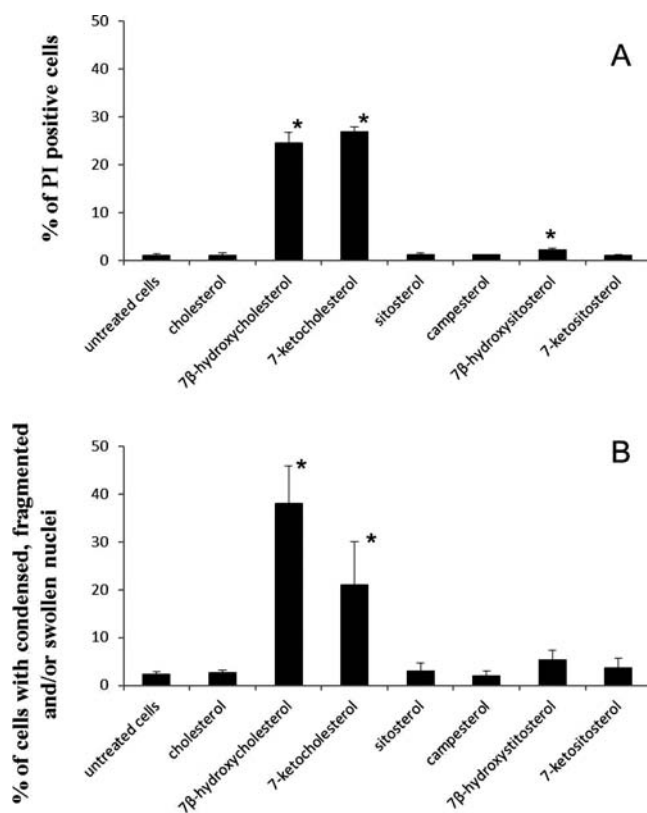 A
% of PI positive cells
50
40
30
20
10
0
*
*
*
untreated cells
cholesterol
7β-hydroxycholesterol
7-ketocholesterol
sitosterol
campesterol
7β-hydroxysitosterol
7-ketositosterol
B
% of cells with condensed, fragmented
and/or swollen nuclei
50
40
30
20
10
0
*
*
untreated cells
cholesterol
7β-hydroxycholesterol
7-ketocholesterol
sitosterol
campesterol
7β-hydroxystitosterol
7-ketositosterol